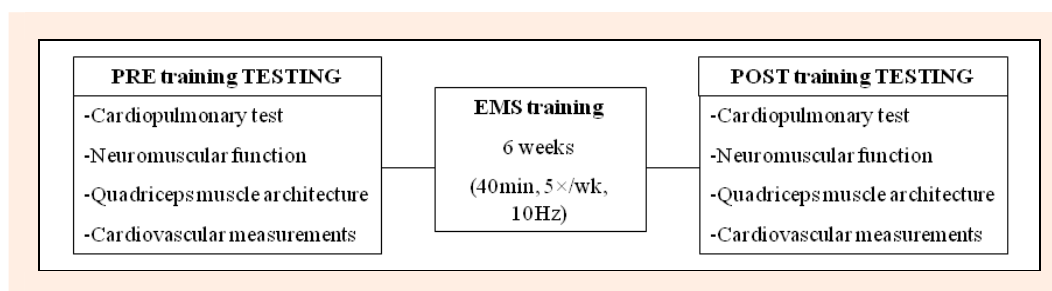 PRE training TESTING
-Cardiopulmonary test
-Neuromuscular function
-Quadriceps muscle architecture
-Cardiovascular measurements
EMS training
6 weeks
(40min, 5×/wk,
10Hz)
POST training TESTING
-Cardiopulmonary test
-Neuromuscular function
-Quadriceps muscle architecture
-Cardiovascular measurements